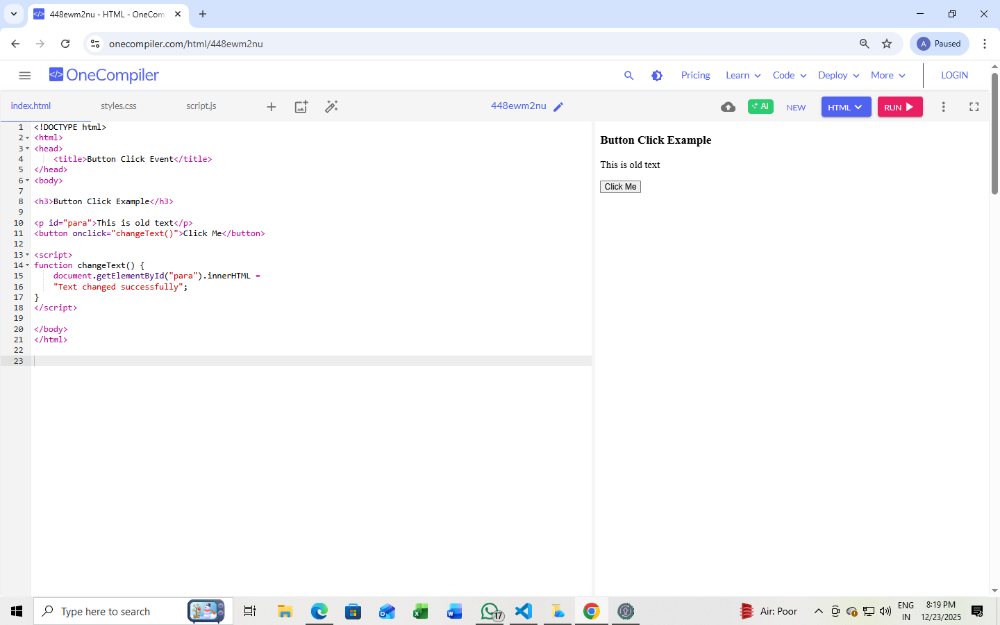 448ewm2nu - HTML - OneCom
onecompiler.com/html/448ewm2nu
A Paused
</> OneCompiler
Pricing Learn Code Deploy More LOGIN
index.html styles.css script.js 448ewm2nu AI NEW HTML RUN
1 <!DOCTYPE html>
2 <html>
3 <head>
4 <title>Button Click Event</title>
5 </head>
6 <body>
7
8 <h3>Button Click Example</h3>
9
10 <p id="para">This is old text</p>
11 <button onclick="changeText()">Click Me</button>
12
13 <script>
14 function changeText() {
15 document.getElementById("para").innerHTML =
16 "Text changed successfully";
17 }
18 </script>
19
20 </body>
21 </html>
22
23
Button Click Example
This is old text
Click Me
Type here to search
17
Air: Poor
ENG
IN
8:19 PM
12/23/2025